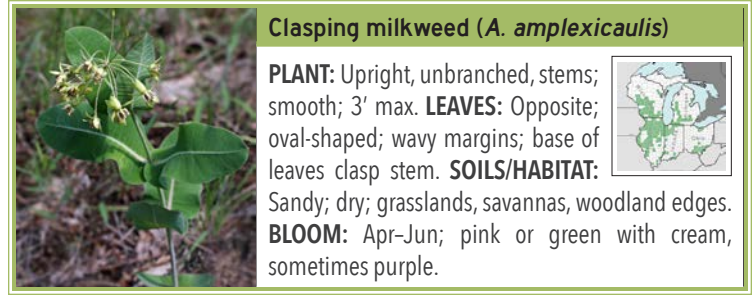 Clasping milkweed (A. amplexicaulis)
PLANT: Upright, unbranched, stems;
smooth; 3’ max. LEAVES: Opposite;
oval-shaped; wavy margins; base of
leaves clasp stem. SOILS/HABITAT:
Sandy; dry; grasslands, savannas, woodland edges.
BLOOM: Apr–Jun; pink or green with cream,
sometimes purple.